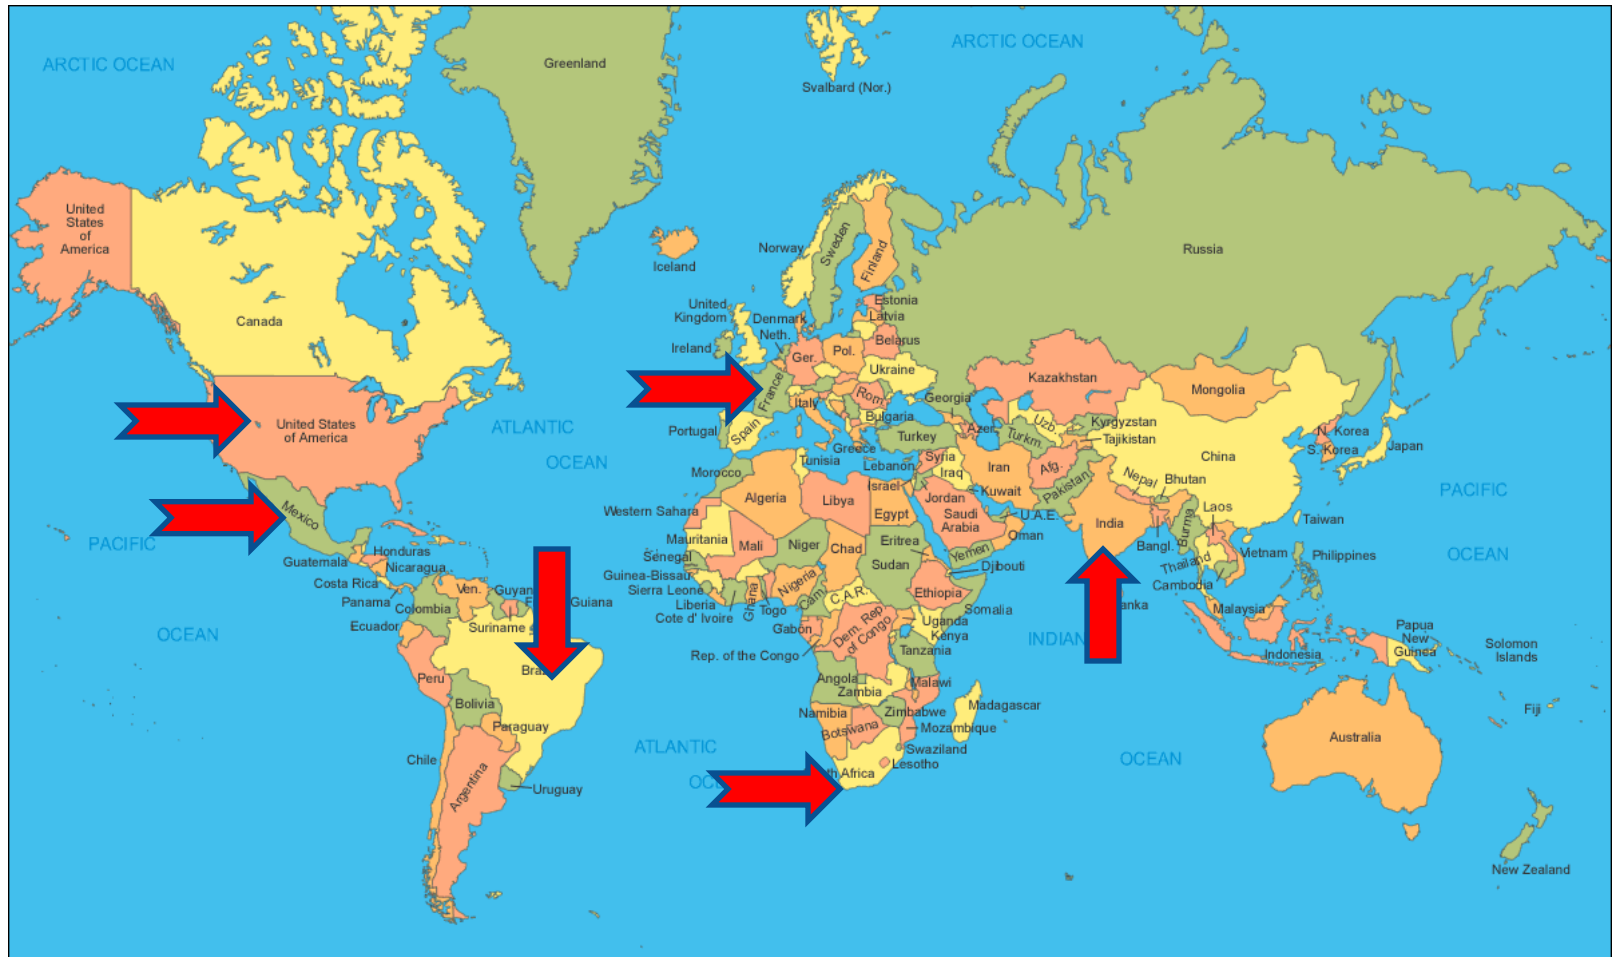 ARCTIC OCEAN
ARCTIC OCEAN
Greenland
Svalbard (Nor.)
United
States
of
America
Canada
Iceland
Norway
Sweden
Finland
Russia
United
Kingdom
Ireland
Denmark
Neth.
Estonia
Latvia
Belarus
Ger.
Pol.
Ukraine
France
Rom.
Italy
Bulgaria
Portugal
Spain
Greece
Georgia
Azer.
Turkey
Kazakhstan
Mongolia
Uzb.
Turkm.
Kyrgyzstan
Tajikistan
China
N. Korea
S. Korea
Japan
United States
of America
ATLANTIC
OCEAN
Mexico
PACIFIC
OCEAN
Morocco
Tunisia
Lebanon
Syria
Iraq
Iran
Afg.
Pakistan
Nepal
Bhutan
Algeria
Libya
Israel
Egypt
Jordan
Kuwait
Saudi
Arabia
U.A.E.
Oman
Yemen
India
Bangl.
Burma
Laos
Thailand
Vietnam
Cambodia
Taiwan
Philippines
PACIFIC
OCEAN
Western Sahara
Mauritania
Mali
Niger
Chad
Sudan
Eritrea
Djibouti
Ethiopia
Somalia
Senegal
Guinea-Bissau
Sierra Leone
Liberia
Cote d' Ivoire
Ghana
Togo
Nigeria
Cam.
C.A.R.
Gabon
Rep. of the Congo
Dem. Rep.
of Congo
Uganda
Kenya
Tanzania
Guatemala
Honduras
Nicaragua
Costa Rica
Panama
Colombia
Ven.
Guyan
Guiana
Suriname
Ecuador
Peru
Bolivia
Paraguay
Chile
Argentina
Uruguay
ATLANTIC
Angola
Zambia
Malawi
Namibia
Botswana
Zimbabwe
Mozambique
Madagascar
Swaziland
Lesotho
Africa
INDIAN
OCEAN
Malaysia
Indonesia
Papua
New
Guinea
Solomon
Islands
Fiji
Australia
New Zealand